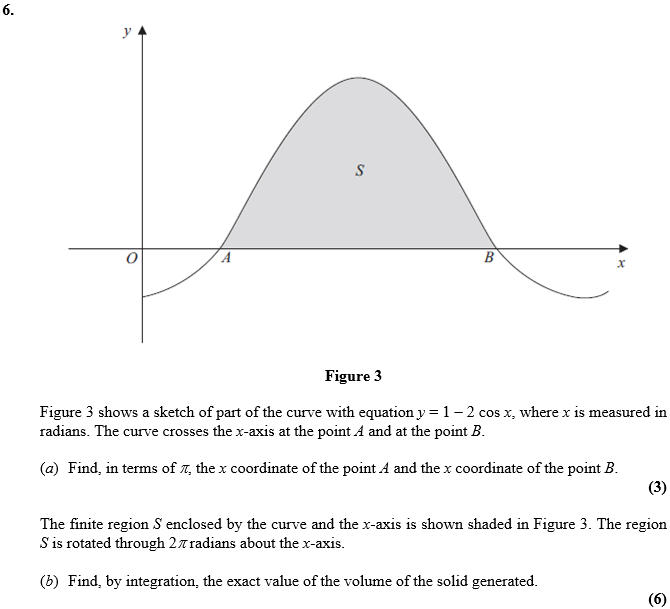 6.
y
S
O
A
B
x
Figure 3
Figure 3 shows a sketch of part of the curve with equation y = 1 – 2 cos x, where x is measured in
radians. The curve crosses the x-axis at the point A and at the point B.
(a) Find, in terms of π, the x coordinate of the point A and the x coordinate of the point B.
(3)
The finite region S enclosed by the curve and the x-axis is shown shaded in Figure 3. The region
S is rotated through 2π radians about the x-axis.
(b) Find, by integration, the exact value of the volume of the solid generated.
(6)